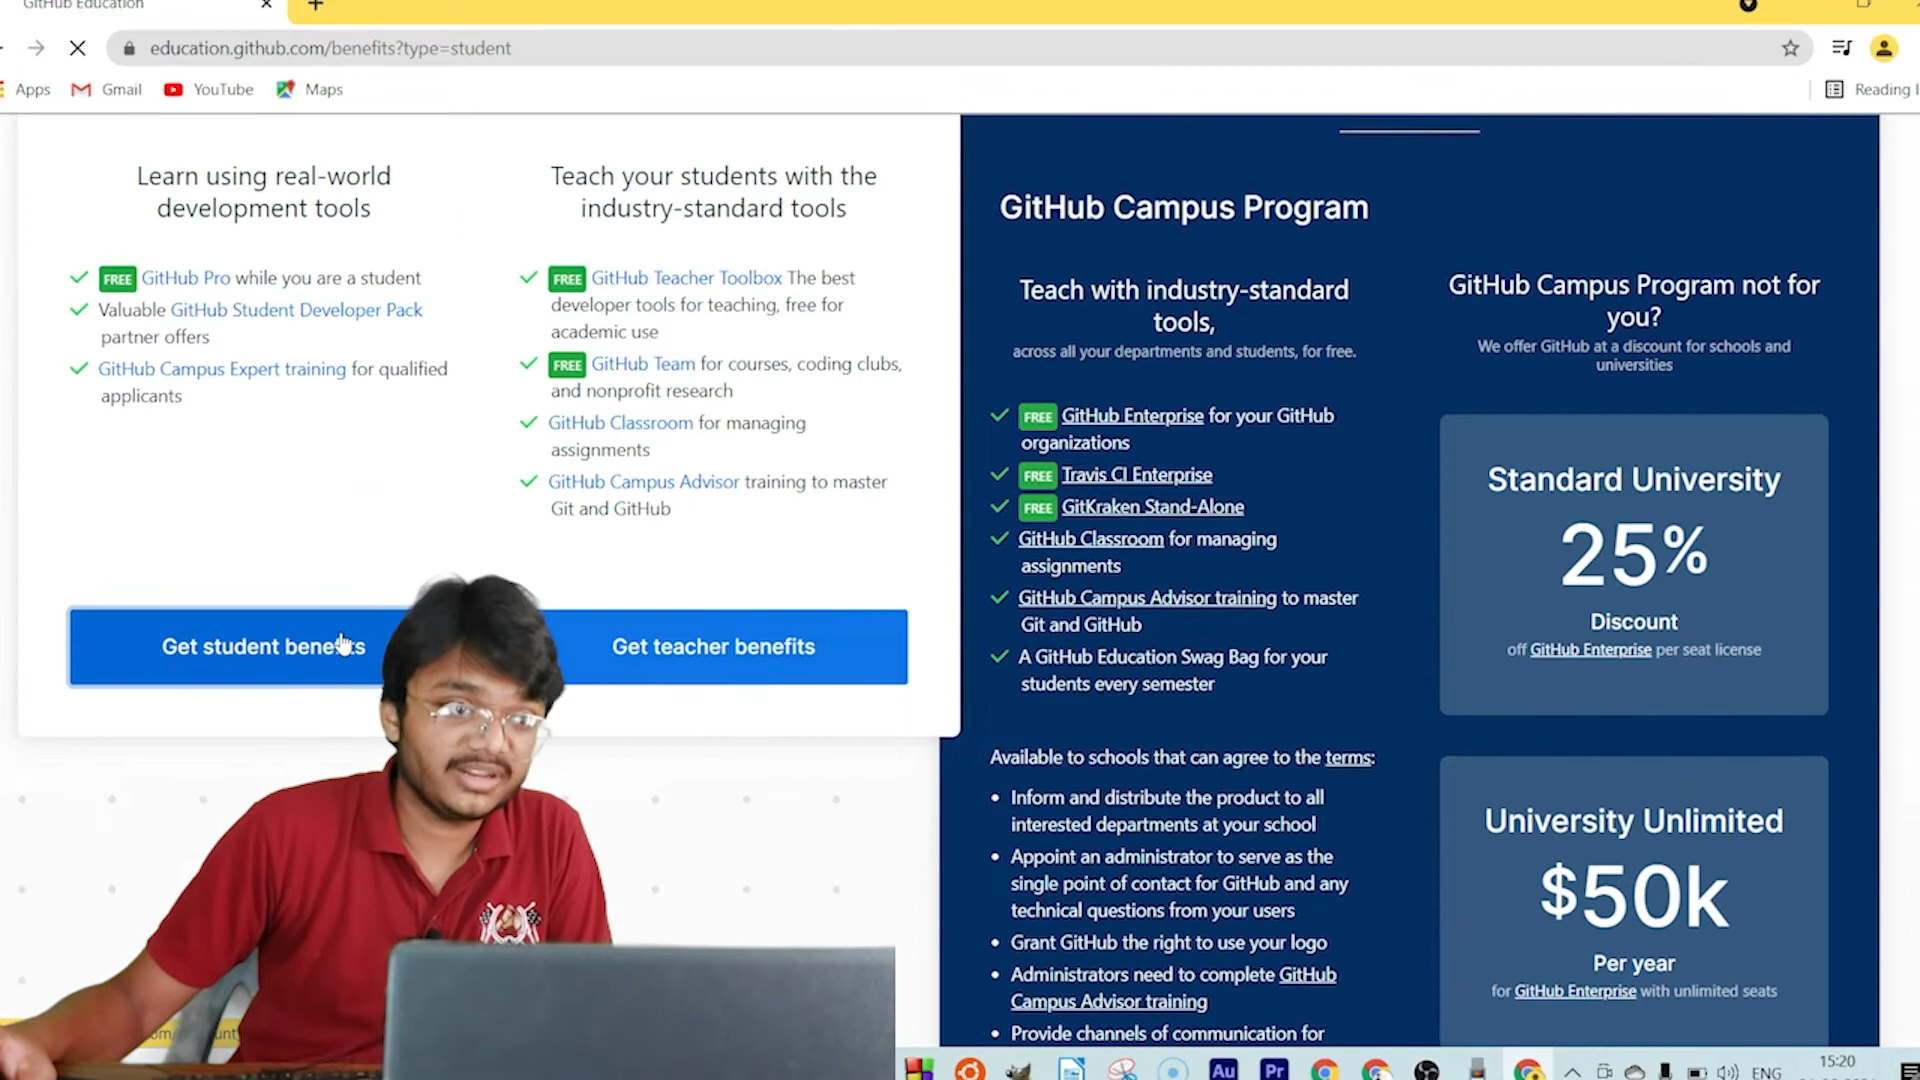 GitHub Education
education.github.com/benefits?type=student
Apps
Gmail
YouTube
Maps
Reading
Learn using real-world
development tools
FREE GitHub Pro while you are a student
Valuable GitHub Student Developer Pack
partner offers
GitHub Campus Expert training for qualified
applicants
Get student benefits
Teach your students with the
industry-standard tools
FREE GitHub Teacher Toolbox The best
developer tools for teaching, free for
academic use
FREE GitHub Team for courses, coding clubs,
and nonprofit research
GitHub Classroom for managing
assignments
GitHub Campus Advisor training to master
Git and GitHub
Get teacher benefits
GitHub Campus Program
Teach with industry-standard
tools,
across all your departments and students, for free.
FREE GitHub Enterprise for your GitHub
organizations
FREE Travis CI Enterprise
FREE GitKraken Stand-Alone
GitHub Classroom for managing
assignments
GitHub Campus Advisor training to master
Git and GitHub
A GitHub Education Swag Bag for your
students every semester
Available to schools that can agree to the terms:
• Inform and distribute the product to all
interested departments at your school
• Appoint an administrator to serve as the
single point of contact for GitHub and any
technical questions from your users
• Grant GitHub the right to use your logo
• Administrators need to complete GitHub
Campus Advisor training
• Provide channels of communication for
GitHub Campus Program not for
you?
We offer GitHub at a discount for schools and
universities
Standard University
25%
Discount
off GitHub Enterprise per seat license
University Unlimited
$50k
Per year
for GitHub Enterprise with unlimited seats
Au
Pr
ENG
15:20